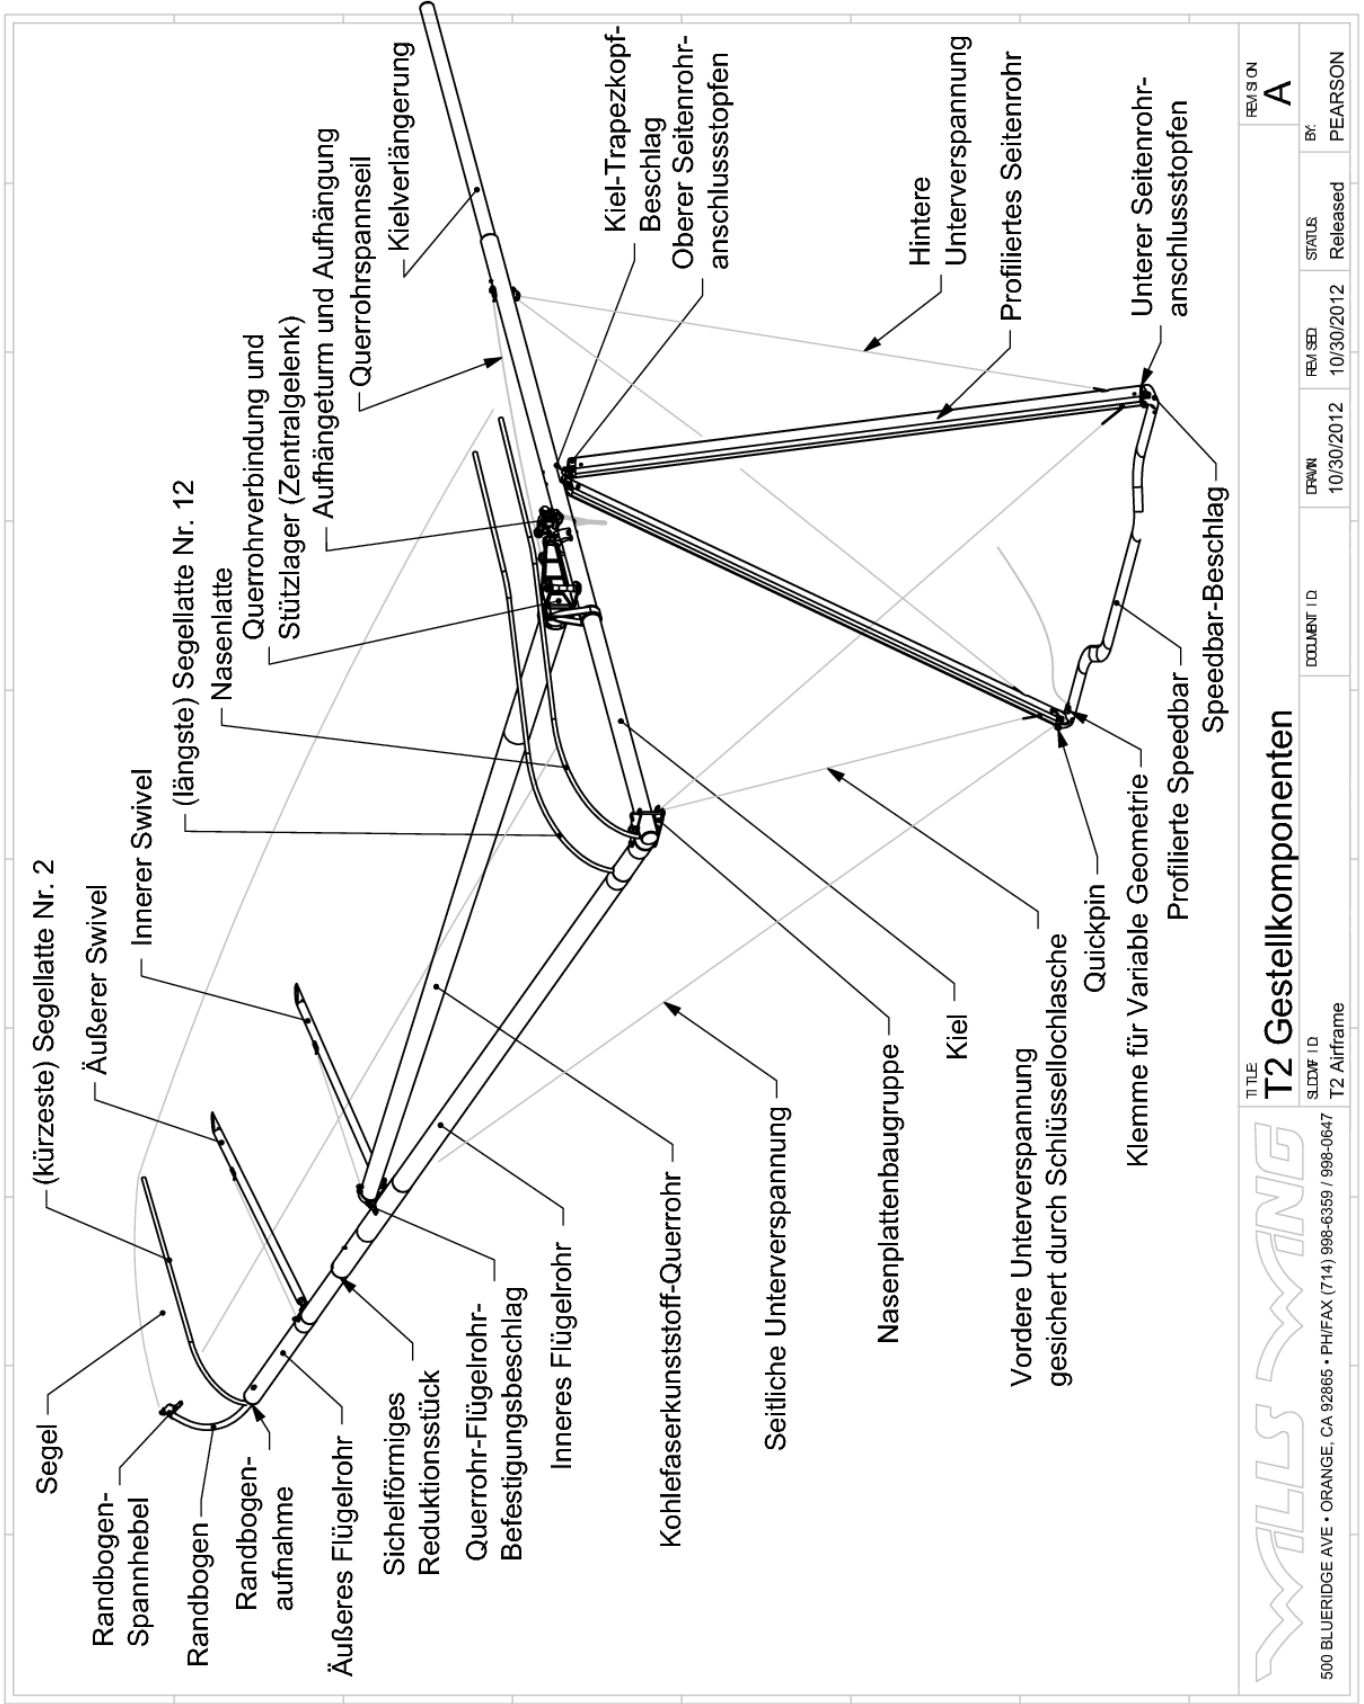 Segel
Randbogen-
Spannhebel
Randbogen
Randbogen-
aufnahme
Äußeres Flügelrohr
Sichelförmiges
Reduktionsstück
Querrohr-Flügelrohr-
Befestigungsbeschlag
Inneres Flügelrohr
Kohlefaserkunststoff-Querrohr
Seitliche Unterverspannung
Nasenplattenbaugruppe
Vordere Unterverspannung
gesichert durch Schlüssellochlasche
Kiel
Quickpin
Klemme für Variable Geometrie
Profilierte Speedbar
Speedbar-Beschlag
(kürzeste) Segellatte Nr. 2
Äußerer Swivel
Innerer Swivel
(längste) Segellatte Nr. 12
Nasenlatte
Querrohrverbindung und
Stützlager (Zentralgelenk)
Aufhängeturm und Aufhängung
Querrohrspannseil
Kielverlängerung
Kiel-Trapezkopf-
Beschlag
Oberer Seitenrohr-
anschlussstopfen
Hintere
Unterverspannung
Profiliertes Seitenrohr
Unterer Seitenrohr-
anschlussstopfen
WILLS WING
500 BLUERIDGE AVE • ORANGE, CA 92865 • PH/FAX (714) 998-6359 / 998-0647
TITLE
T2 Gestellkomponenten
REVISION
A
SLDDWF ID
T2 Airframe
DOCUMENT ID
DRAWN
10/30/2012
REVISED
10/30/2012
STATUS
Released
BY:
PEARSON